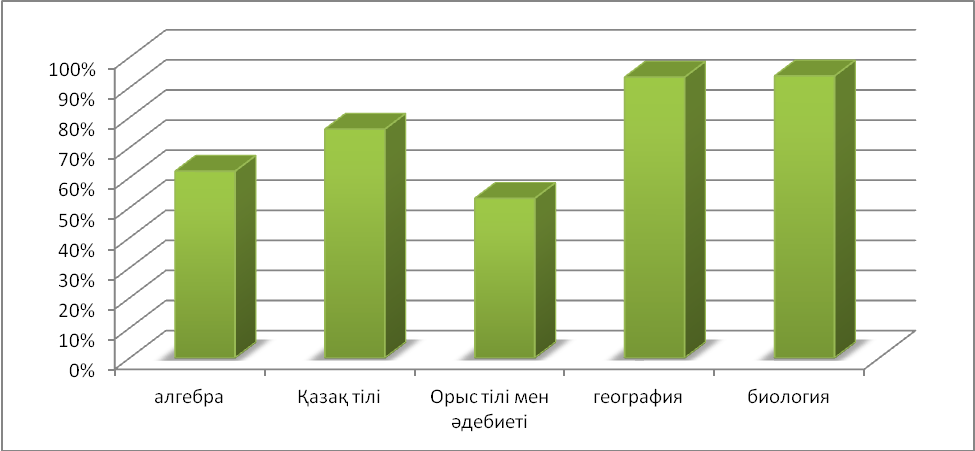 100%
90%
80%
70%
60%
50%
40%
30%
20%
10%
0%
алгебра
Қазақ тілі
Орыс тілі мен
әдебиеті
география
биология